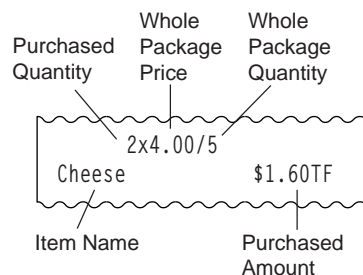 Purchased
Quantity
Whole
Package
Price
Whole
Package
Quantity
2x4.00/5
Cheese $1.60TF
Item Name
Purchased
Amount